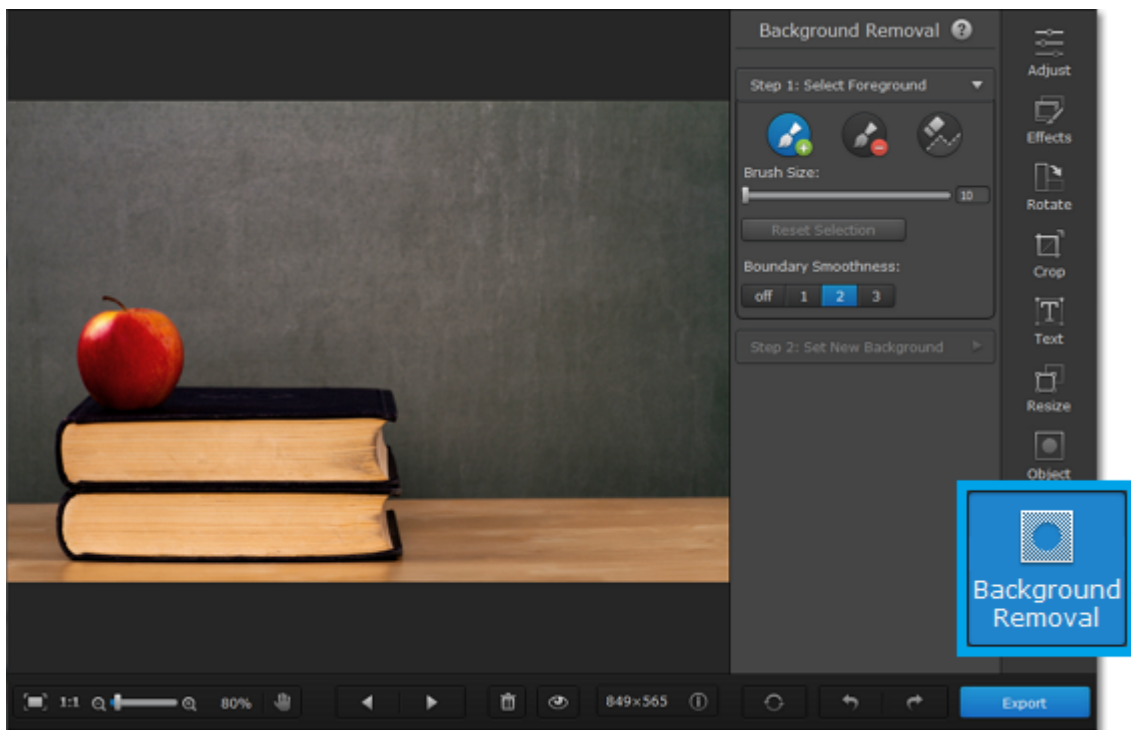 Background Removal ?
Adjust
Step 1: Select Foreground
Effects
Brush Size:
10
Rotate
Reset Selection
Boundary Smoothness:
off 1 2 3
Crop
Text
Step 2: Set New Background
Resize
Object
Background
Removal
1:1 80% 849×565 Export